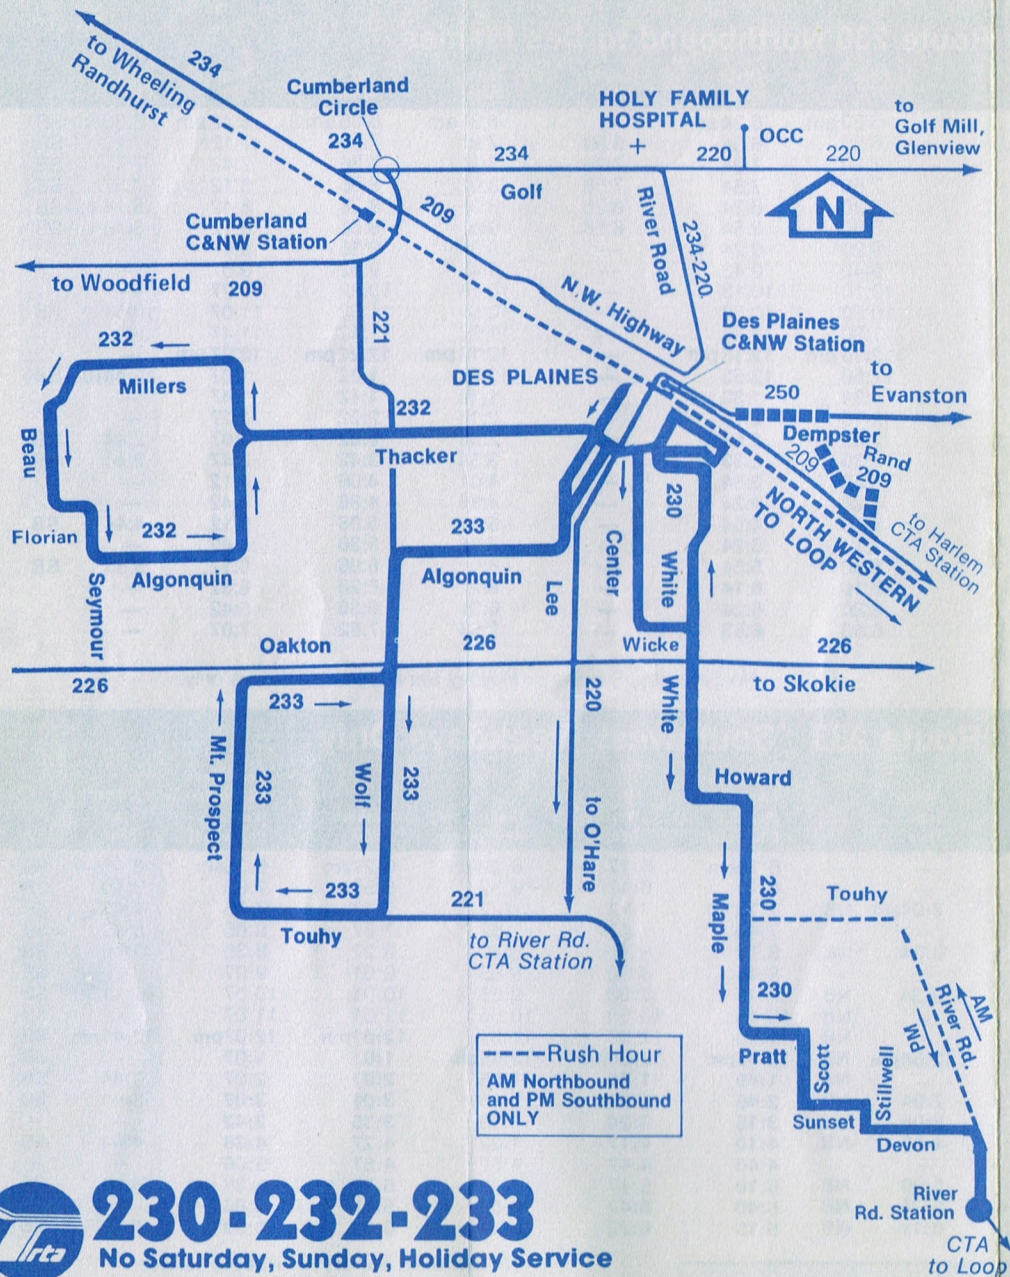 to Wheeling
Randhurst
234
Cumberland
Circle
234
HOLY FAMILY
HOSPITAL
+
234
220
OCC
220
to
Golf Mill,
Glenview
Golf
N
Cumberland
C&NW Station
209
River Road
234-220
to Woodfield
209
N.W. Highway
Des Plaines
C&NW Station
221
232
Millers
DES PLAINES
to
Evanston
250
Dempster
232
Beau
Thacker
209
Rand
209
230
NORTH WESTERN
TO LOOP
to Harlem
CTA Station
Florian
232
Algonquin
233
Algonquin
Center
White
Lee
Seymour
Oakton
226
Wicke
226
226
to Skokie
233
220
White
Mt. Prospect
233
Wolf
233
Howard
to O'Hare
230
Maple
Touhy
233
221
Touhy
to River Rd.
CTA Station
230
AM
River Rd.
PM
Rush Hour
AM Northbound
and PM Southbound
ONLY
Pratt
Scott
Sunset
Stillwell
Devon
River
Rd. Station
CTA
to Loop
rta
230-232-233
No Saturday, Sunday, Holiday Service